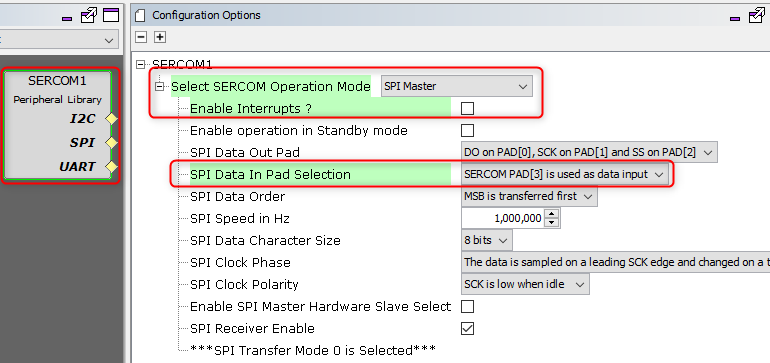 Configuration Options
SERCOM1
Peripheral Library
I2C
SPI
UART
SERCOM1
Select SERCOM Operation Mode SPI Master
Enable Interrupts ?
Enable operation in Standby mode
SPI Data Out Pad DO on PAD[0], SCK on PAD[1] and SS on PAD[2]
SPI Data In Pad Selection SERCOM PAD[3] is used as data input
SPI Data Order MSB is transferred first
SPI Speed in Hz 1,000,000
SPI Data Character Size 8 bits
SPI Clock Phase The data is sampled on a leading SCK edge and changed on a t
SPI Clock Polarity SCK is low when idle
Enable SPI Master Hardware Slave Select
SPI Receiver Enable
***SPI Transfer Mode 0 is Selected***